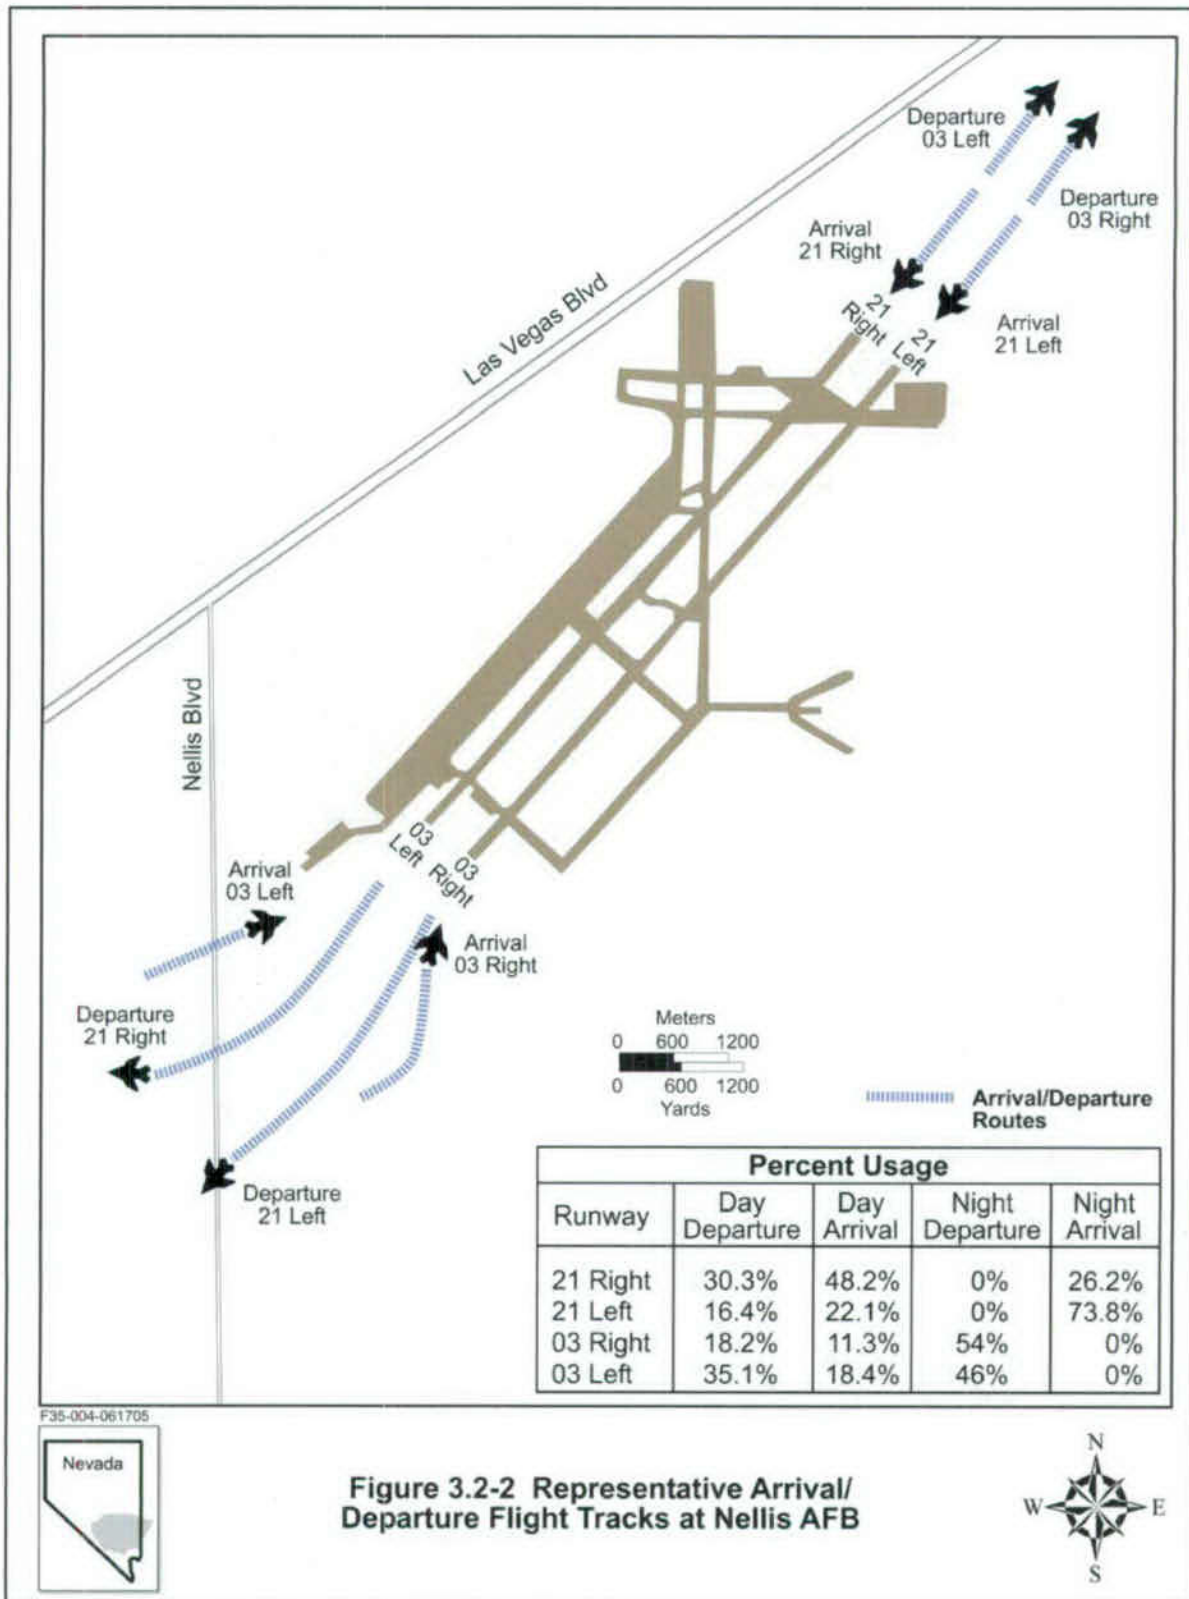 Departure
03 Left
Departure
03 Right
Arrival
21 Right
Arrival
21 Left
21
Right
21
Left
Las Vegas Blvd
Nellis Blvd
03
Left
03
Right
Arrival
03 Left
Arrival
03 Right
Departure
21 Right
Departure
21 Left
Meters
0 600 1200
0 600 1200
Yards
Arrival/Departure
Routes
Percent Usage
Runway Day Departure Day Arrival Night Departure Night Arrival
21 Right 30.3% 48.2% 0% 26.2%
21 Left 16.4% 22.1% 0% 73.8%
03 Right 18.2% 11.3% 54% 0%
03 Left 35.1% 18.4% 46% 0%
F35-004-061705
Nevada
Figure 3.2-2 Representative Arrival/
Departure Flight Tracks at Nellis AFB
N
W E
S